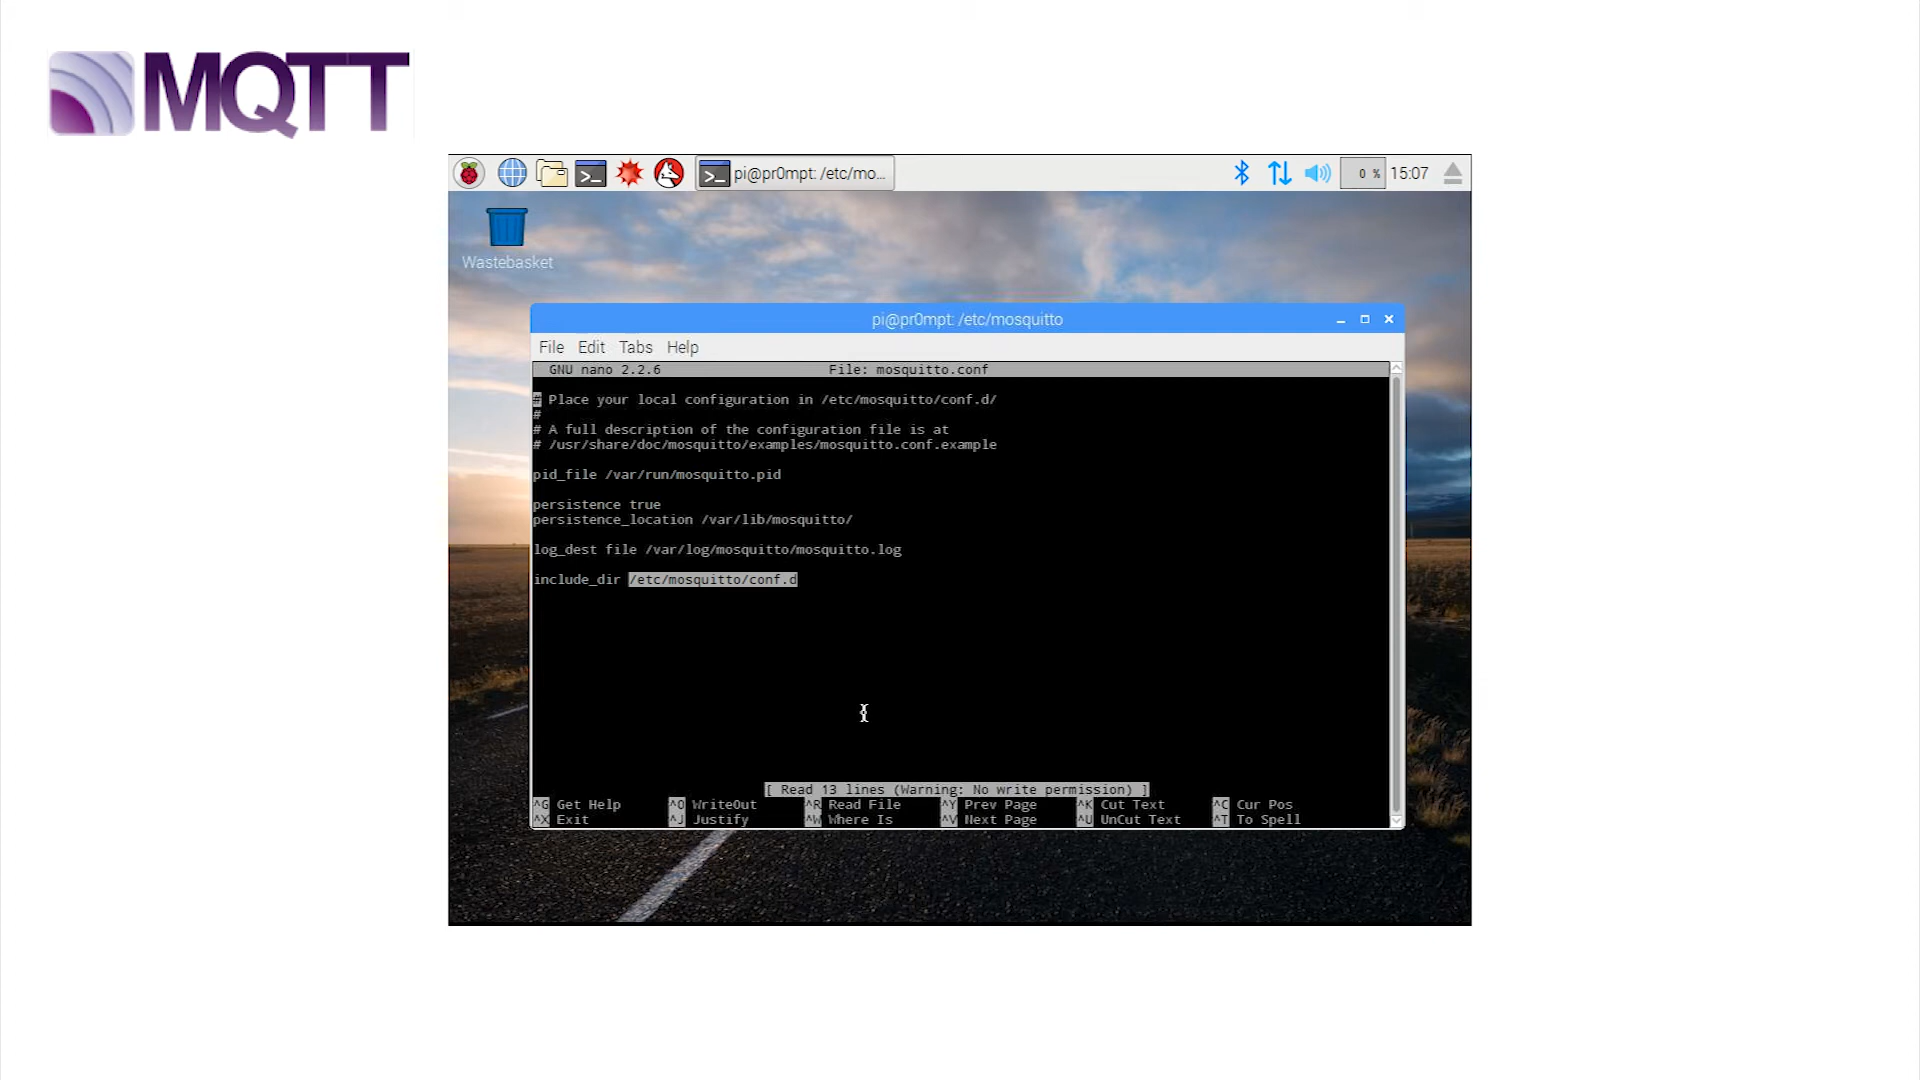 MQTT
pi@pr0mpt: /etc/mo...
0 %
15:07
Wastebasket
pi@pr0mpt: /etc/mosquitto
File Edit Tabs Help
GNU nano 2.2.6 File: mosquitto.conf
# Place your local configuration in /etc/mosquitto/conf.d/
#
# A full description of the configuration file is at
# /usr/share/doc/mosquitto/examples/mosquitto.conf.example
pid_file /var/run/mosquitto.pid
persistence true
persistence_location /var/lib/mosquitto/
log_dest file /var/log/mosquitto/mosquitto.log
include_dir /etc/mosquitto/conf.d
[ Read 13 lines (Warning: No write permission) ]
^G Get Help ^O WriteOut ^R Read File ^Y Prev Page ^K Cut Text ^C Cur Pos
^X Exit ^J Justify ^W Where Is ^V Next Page ^U UnCut Text ^T To Spell